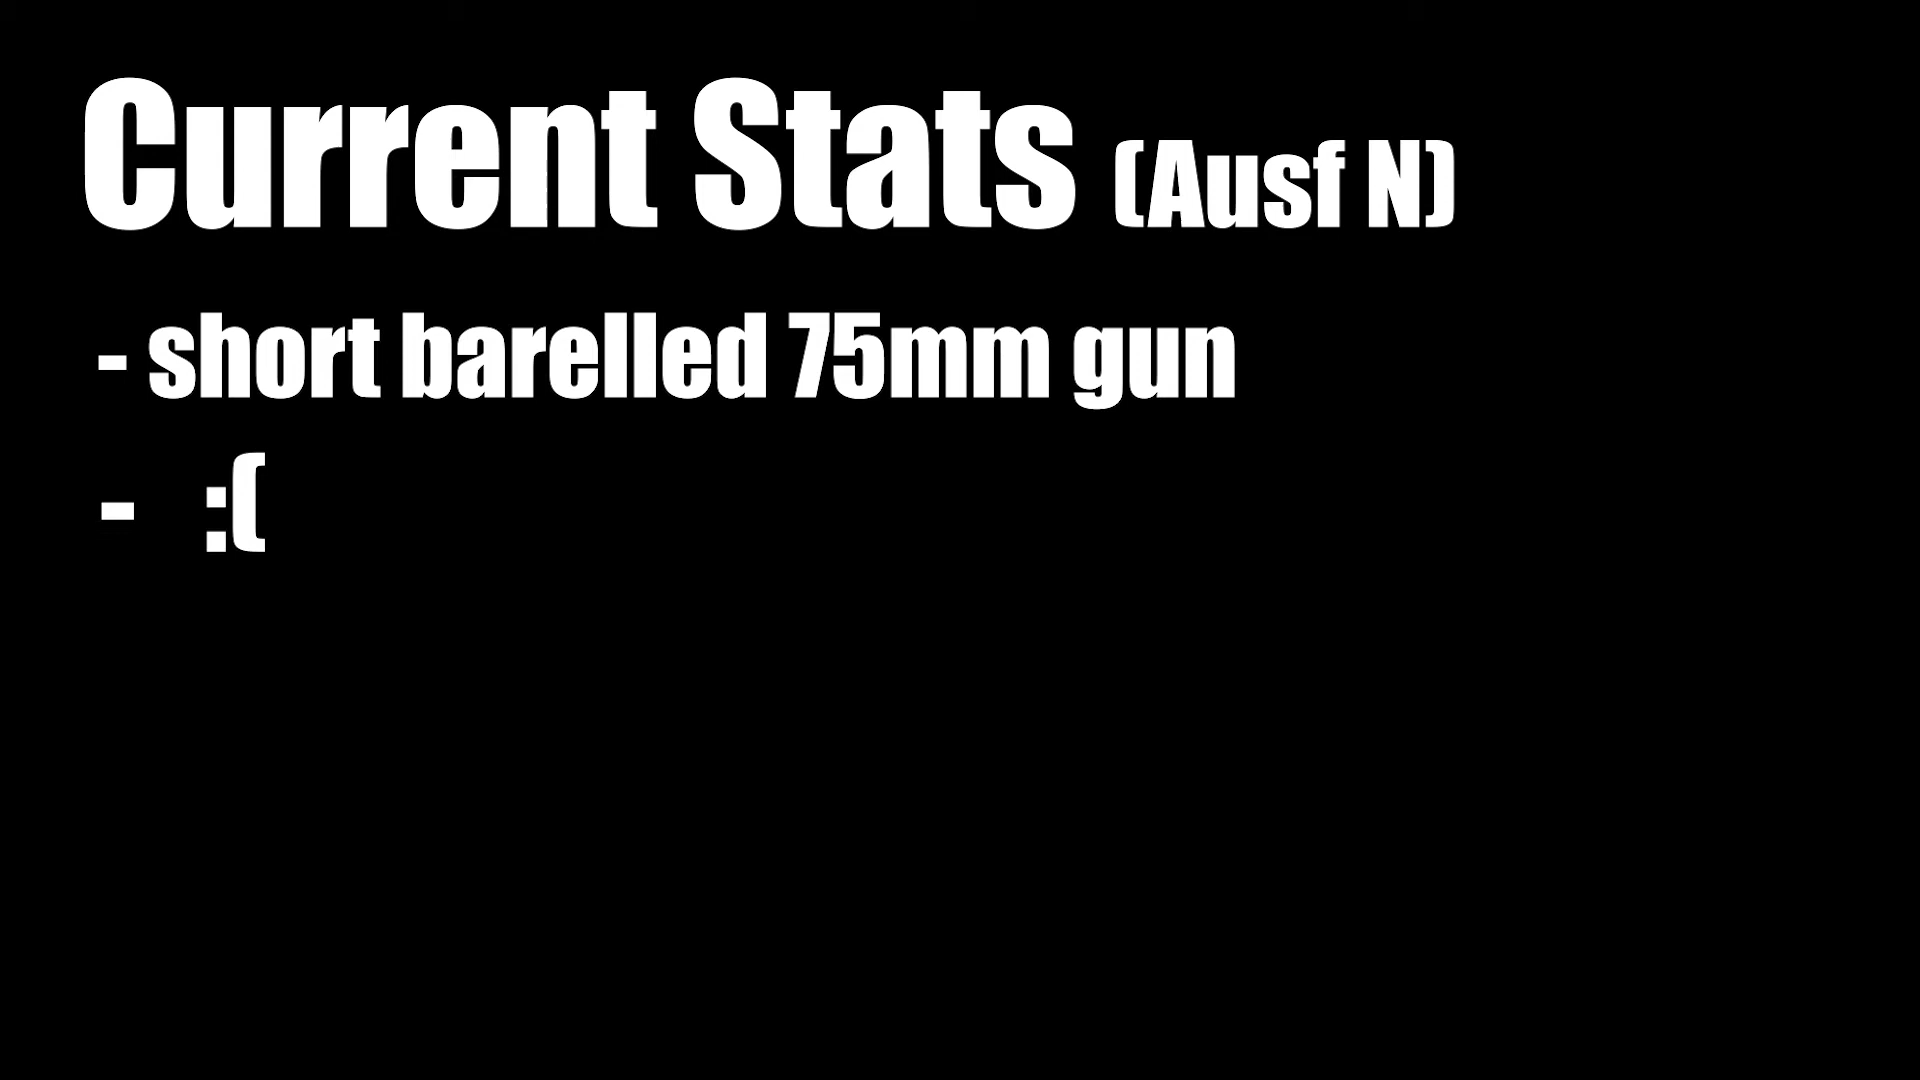 Current Stats (Ausf N)
- short barelled 75mm gun
- :(